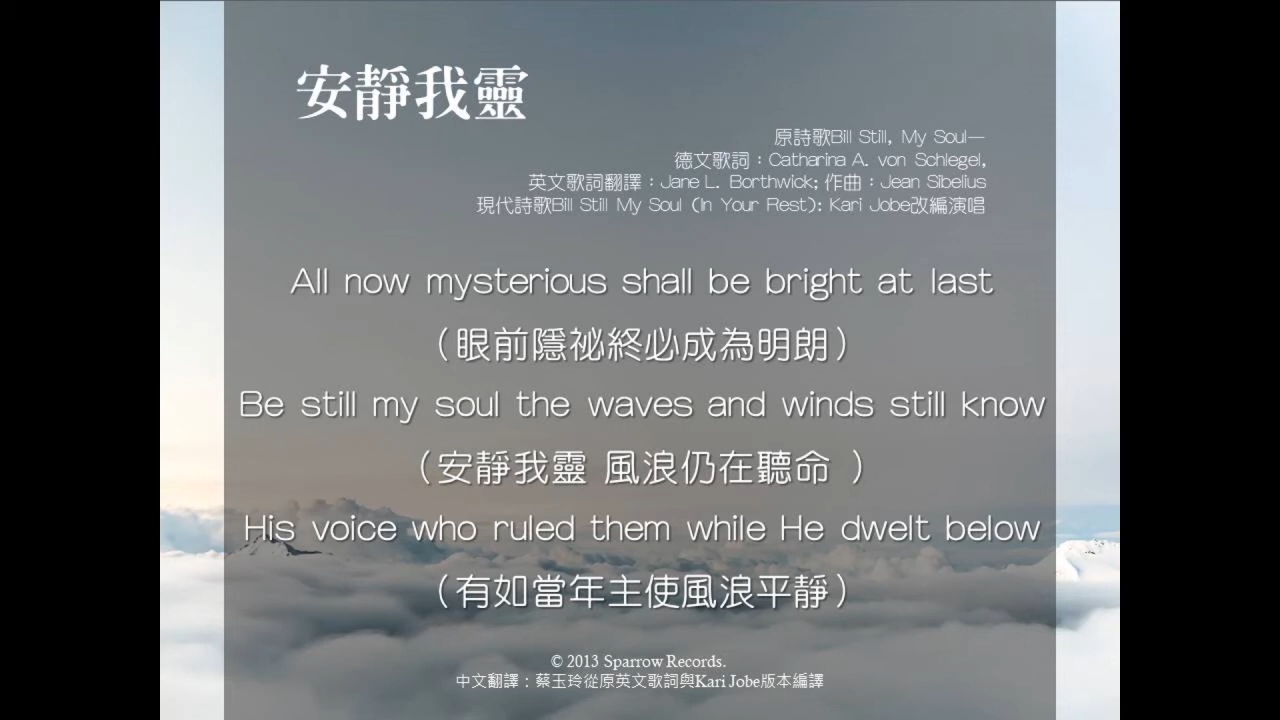 安靜我靈
原詩歌Bill Still, My Soul—
德文歌詞：Catharina A. von Schlegel,
英文歌詞翻譯：Jane L. Borthwick; 作曲：Jean Sibelius
現代詩歌Bill Still My Soul (In Your Rest): Kari Jobe改編演唱
All now mysterious shall be bright at last
（眼前隱祕終必成為明朗）
Be still my soul the waves and winds still know
（安靜我靈 風浪仍在聽命 ）
His voice who ruled them while He dwelt below
（有如當年主使風浪平靜）
© 2013 Sparrow Records.
中文翻譯：蔡玉玲從原英文歌詞與Kari Jobe版本編譯